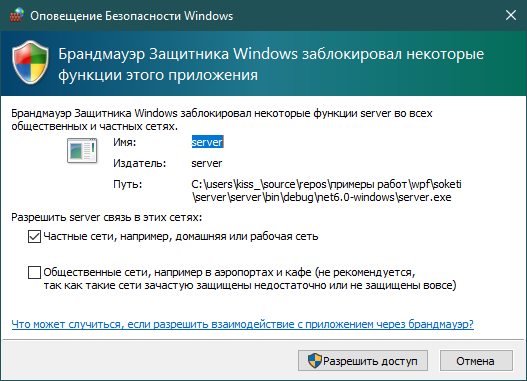 Оповещение Безопасности Windows
Брандмауэр Защитника Windows заблокировал некоторые
функции этого приложения
Брандмауэр Защитника Windows заблокировал некоторые функции server во всех
общественных и частных сетях.
Имя: server
Издатель: server
Путь: C:\users\kiss_\source\repos\примеры работ\wpf\soketi
\server\server\bin\debug\net6.0-windows\server.exe
Разрешить server связь в этих сетях:
Частные сети, например, домашняя или рабочая сеть
Общественные сети, например в аэропортах и кафе (не рекомендуется,
так как такие сети зачастую защищены недостаточно или не защищены вовсе)
Что может случиться, если разрешить взаимодействие с приложением через брандмауэр?
Разрешить доступ
Отмена